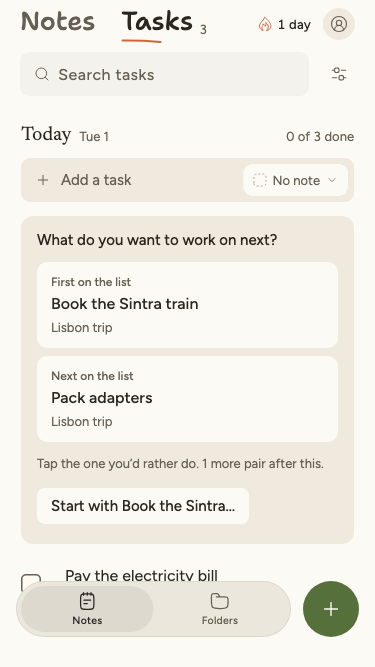 Notes
Tasks 3
1 day
Search tasks
Today Tue 1
0 of 3 done
Add a task
No note
What do you want to work on next?
First on the list
Book the Sintra train
Lisbon trip
Next on the list
Pack adapters
Lisbon trip
Tap the one you’d rather do. 1 more pair after this.
Start with Book the Sintra...
Pay the electricity bill
Notes
Folders